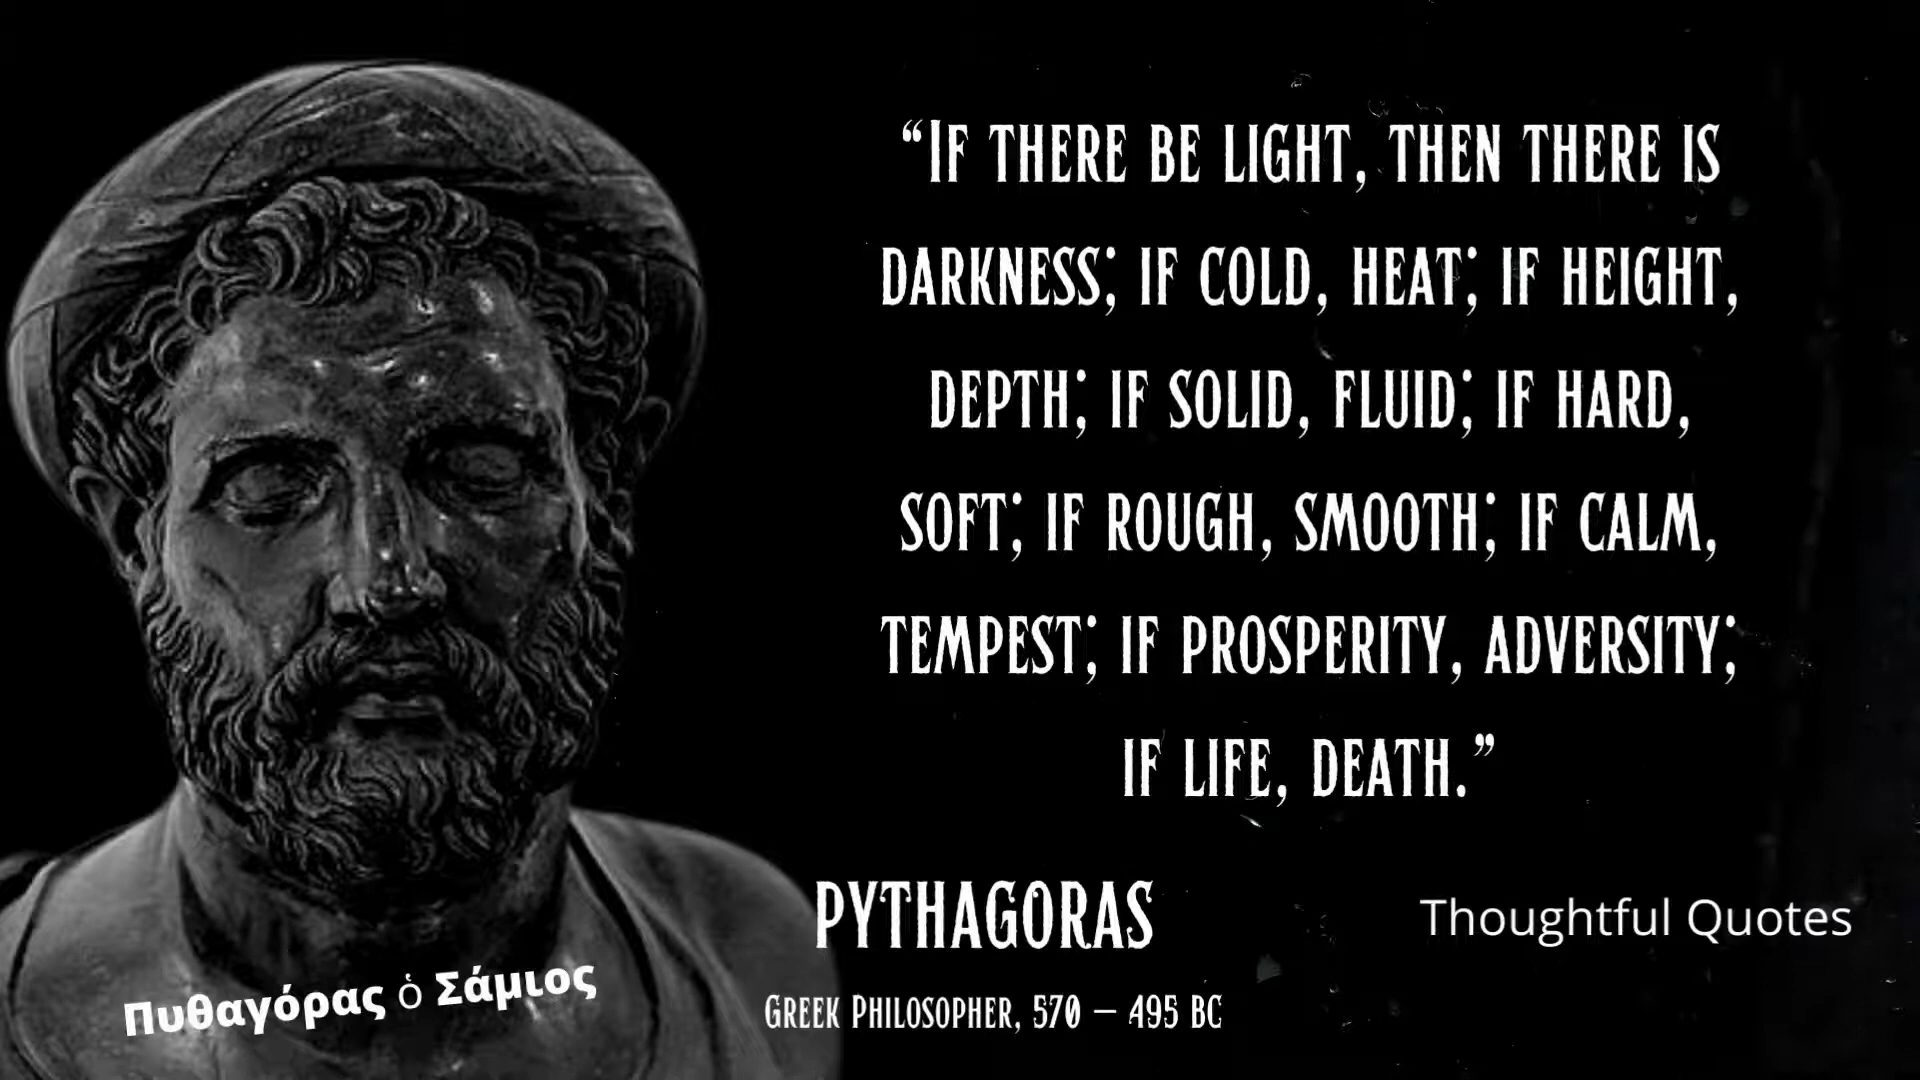 “If there be light, then there is
darkness; if cold, heat; if height,
depth; if solid, fluid; if hard,
soft; if rough, smooth; if calm,
tempest; if prosperity, adversity;
if life, death.”
Pythagoras
Thoughtful Quotes
Πυθαγόρας ὁ Σάμιος
Greek Philosopher, 570 – 495 BC